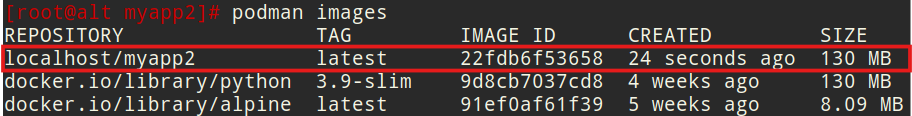 [root@alt myapp2]# podman images
REPOSITORY TAG IMAGE ID CREATED SIZE
localhost/myapp2 latest 22fdb6f53658 24 seconds ago 130 MB
docker.io/library/python 3.9-slim 9d8cb7037cd8 4 weeks ago 130 MB
docker.io/library/alpine latest 91ef0af61f39 5 weeks ago 8.09 MB